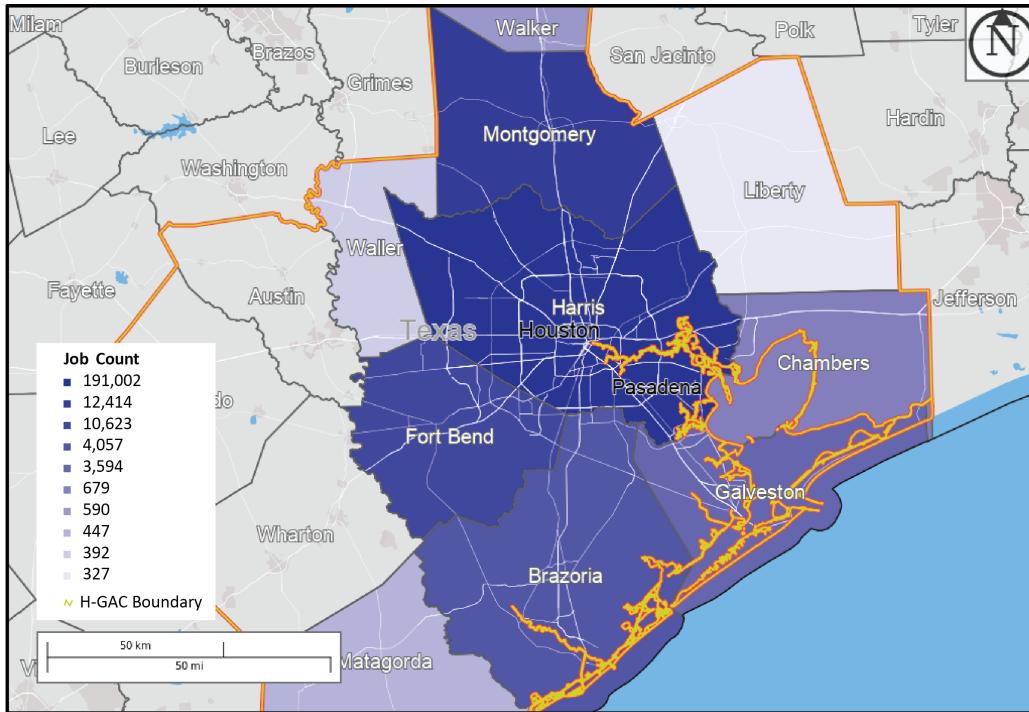 Milam
Walker
Polk
Tyler
N
Brazos
San Jacinto
Burleson
Grimes
Hardin
Lee
Montgomery
Washington
Liberty
Waller
Fayette
Austin
Jefferson
Harris
Texas
Houston
Chambers
Pasadena
Job Count
191,002
12,414
10,623
4,057
3,594
679
590
447
392
327
H-GAC Boundary
do
Fort Bend
Galveston
Wharton
Brazoria
50 km
50 mi
Matagorda
Vi